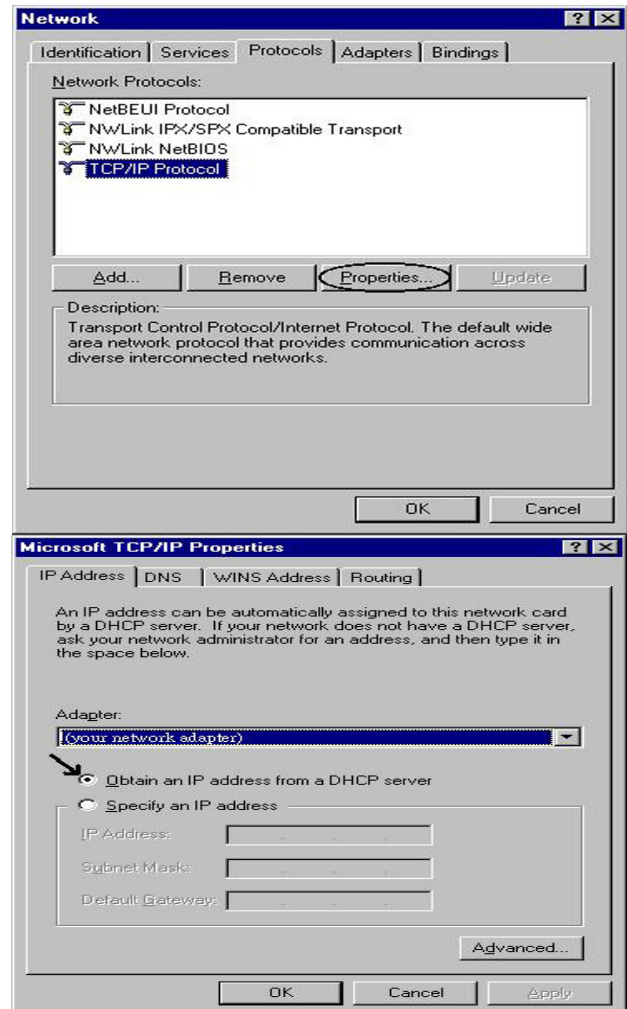 Network
Identification Services Protocols Adapters Bindings
Network Protocols:
NetBEUI Protocol
NWLink IPX/SPX Compatible Transport
NWLink NetBIOS
TCP/IP Protocol
Add... Remove Properties... Update
Description:
Transport Control Protocol/Internet Protocol. The default wide
area network protocol that provides communication across
diverse interconnected networks.
OK Cancel
Microsoft TCP/IP Properties
IP Address DNS WINS Address Routing
An IP address can be automatically assigned to this network card
by a DHCP server. If your network does not have a DHCP server,
ask your network administrator for an address, and then type it in
the space below.
Adapter:
(your network adapter)
Obtain an IP address from a DHCP server
Specify an IP address
IP Address:
Subnet Mask:
Default Gateway:
Advanced...
OK Cancel Apply